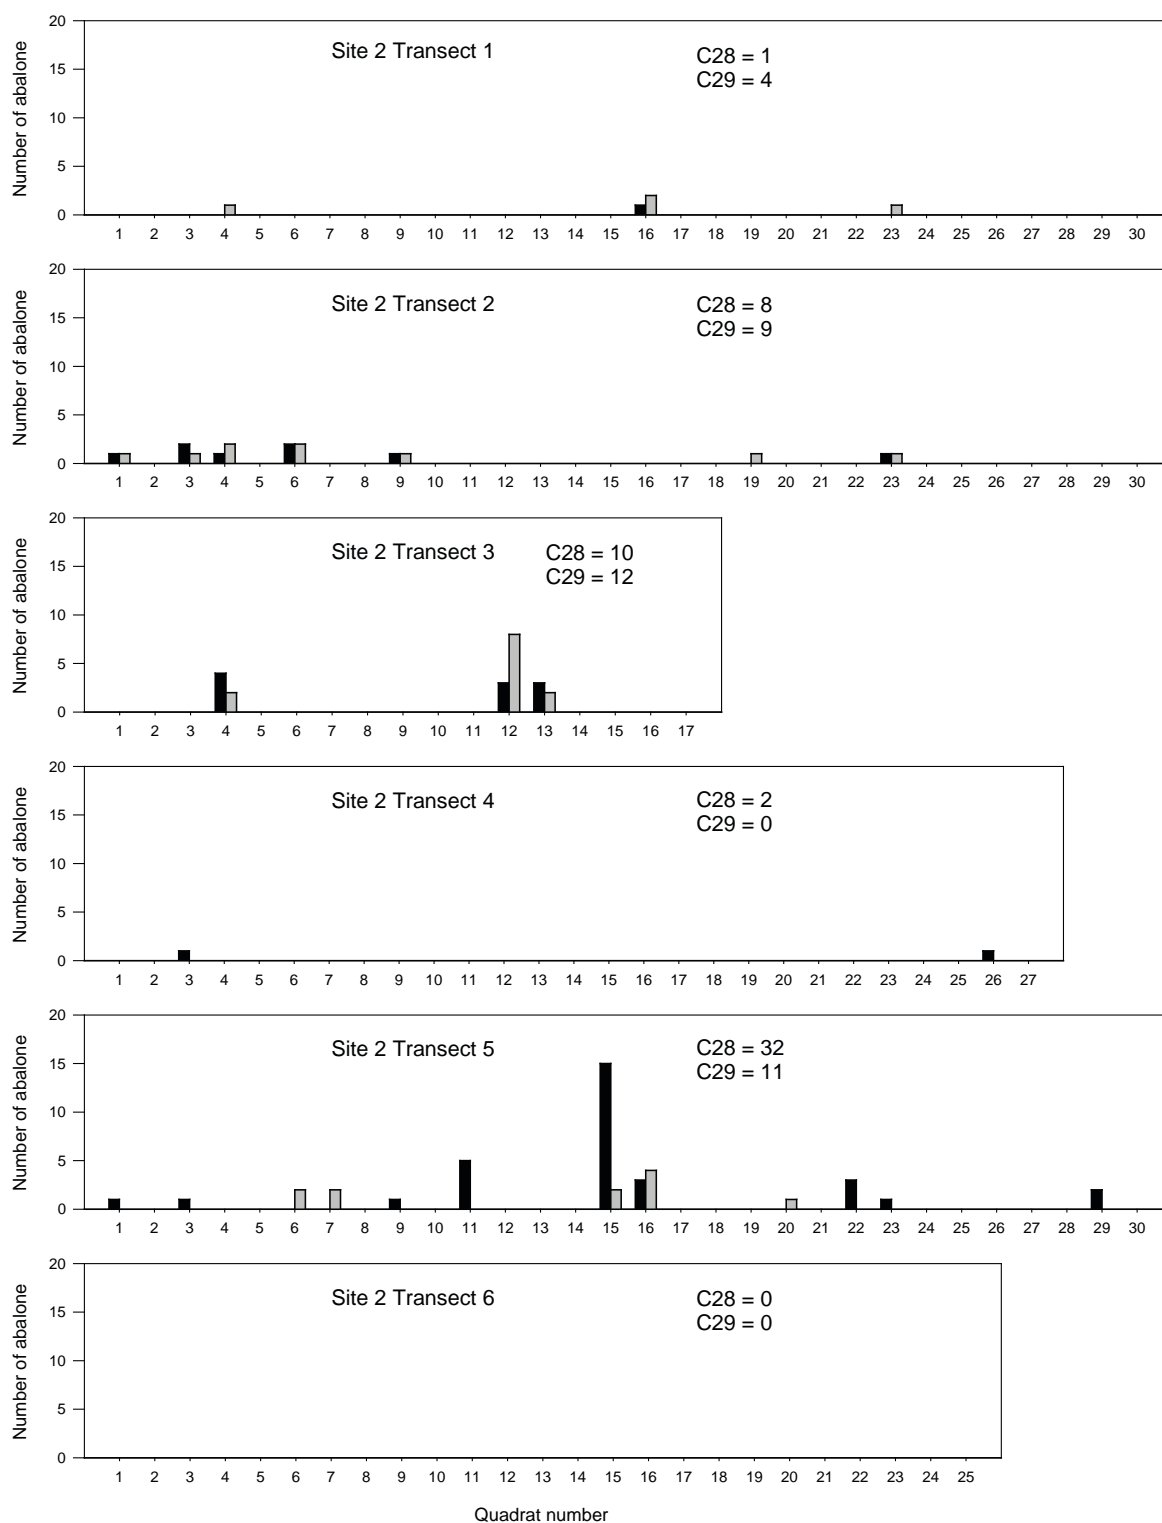 Number of abalone
20
15
10
5
0
Site 2 Transect 1
C28 = 1
C29 = 4
1 2 3 4 5 6 7 8 9 10 11 12 13 14 15 16 17 18 19 20 21 22 23 24 25 26 27 28 29 30
Number of abalone
20
15
10
5
0
Site 2 Transect 2
C28 = 8
C29 = 9
1 2 3 4 5 6 7 8 9 10 11 12 13 14 15 16 17 18 19 20 21 22 23 24 25 26 27 28 29 30
Number of abalone
20
15
10
5
0
Site 2 Transect 3
C28 = 10
C29 = 12
1 2 3 4 5 6 7 8 9 10 11 12 13 14 15 16 17
Number of abalone
20
15
10
5
0
Site 2 Transect 4
C28 = 2
C29 = 0
1 2 3 4 5 6 7 8 9 10 11 12 13 14 15 16 17 18 19 20 21 22 23 24 25 26 27
Number of abalone
20
15
10
5
0
Site 2 Transect 5
C28 = 32
C29 = 11
1 2 3 4 5 6 7 8 9 10 11 12 13 14 15 16 17 18 19 20 21 22 23 24 25 26 27 28 29 30
Number of abalone
20
15
10
5
0
Site 2 Transect 6
C28 = 0
C29 = 0
1 2 3 4 5 6 7 8 9 10 11 12 13 14 15 16 17 18 19 20 21 22 23 24 25
Quadrat number